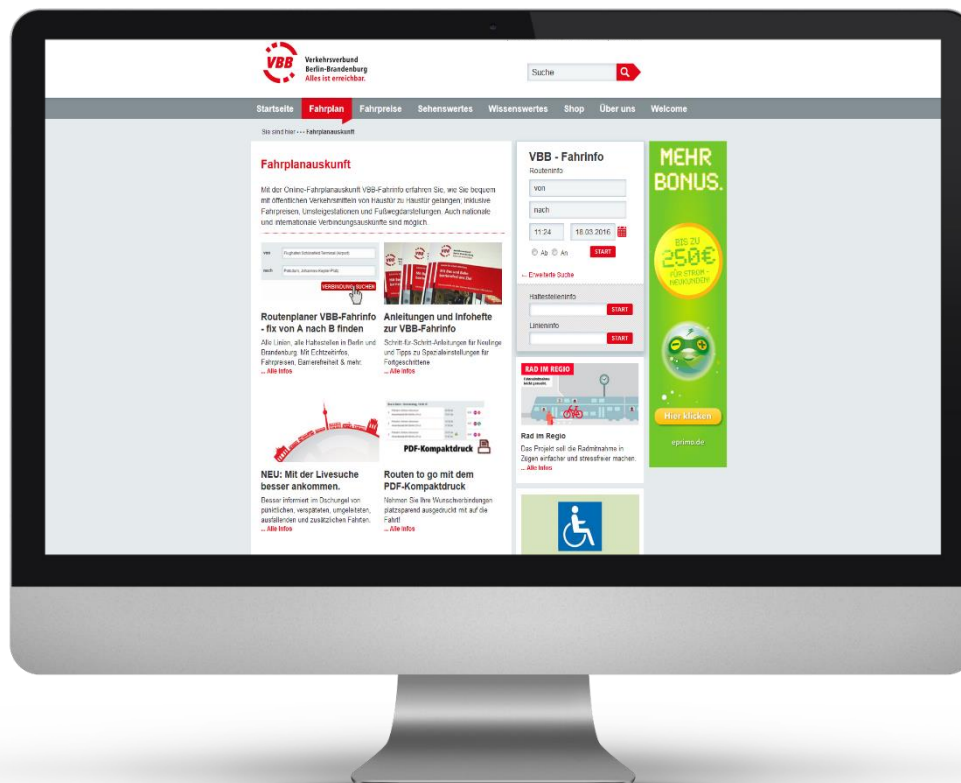 VBB
Verkehrsverbund
Berlin-Brandenburg
Alles ist erreichbar.
Suche
Startseite Fahrplan Fahrpreise Sehenswertes Wissenswertes Shop Über uns Welcome
Sie sind hier --- Fahrplanauskunft
Fahrplanauskunft
Mit der Online-Fahrplanauskunft VBB-Fahrinfo erfahren Sie, wie Sie bequem
mit öffentlichen Verkehrsmitteln von Haustür zu Haustür gelangen; inklusive
Fahrpreisen, Umsteigestationen und Fußwegdarstellungen. Auch nationale
und internationale Verbindungsauskünfte sind möglich.
von
nach
VERBINDUNG SUCHEN
Routenplaner VBB-Fahrinfo
- fix von A nach B finden
Alle Linien, alle Haltestellen in Berlin und
Brandenburg. Mit Echtzeitinfos,
Fahrpreisen, Barrierefreiheit & mehr.
... Alle Infos
Anleitungen und Infohefte
zur VBB-Fahrinfo
Schritt-für-Schritt-Anleitungen für Neulinge
und Tipps zu Spezialeinstellungen für
Fortgeschrittene
... Alle Infos
NEU: Mit der Livesuche
besser ankommen.
Besser informiert im Dschungel von
pünktlichen, verspäteten, umgeleiteten,
ausfallenden und zusätzlichen Fahrten.
... Alle Infos
PDF-Kompaktdruck
Routen to go mit dem
PDF-Kompaktdruck
Nehmen Sie Ihre Wunschverbindungen
platzsparend ausgedruckt mit auf die
Fahrt!
... Alle Infos
VBB - Fahrinfo
Routeninfo
von
nach
11:24 18.03.2016
Ab An START
... Erweiterte Suche
Haltestelleninfo
START
Linieninfo
START
RAD IM REGIO
Rad im Regio
Das Projekt soll die Radmitnahme in
Zügen einfacher und stressfreier machen.
... Alle Infos
MEHR
BONUS.
BIS ZU
250€
FÜR STROM-
NEUKUNDEN!
Hier klicken
eprimo.de